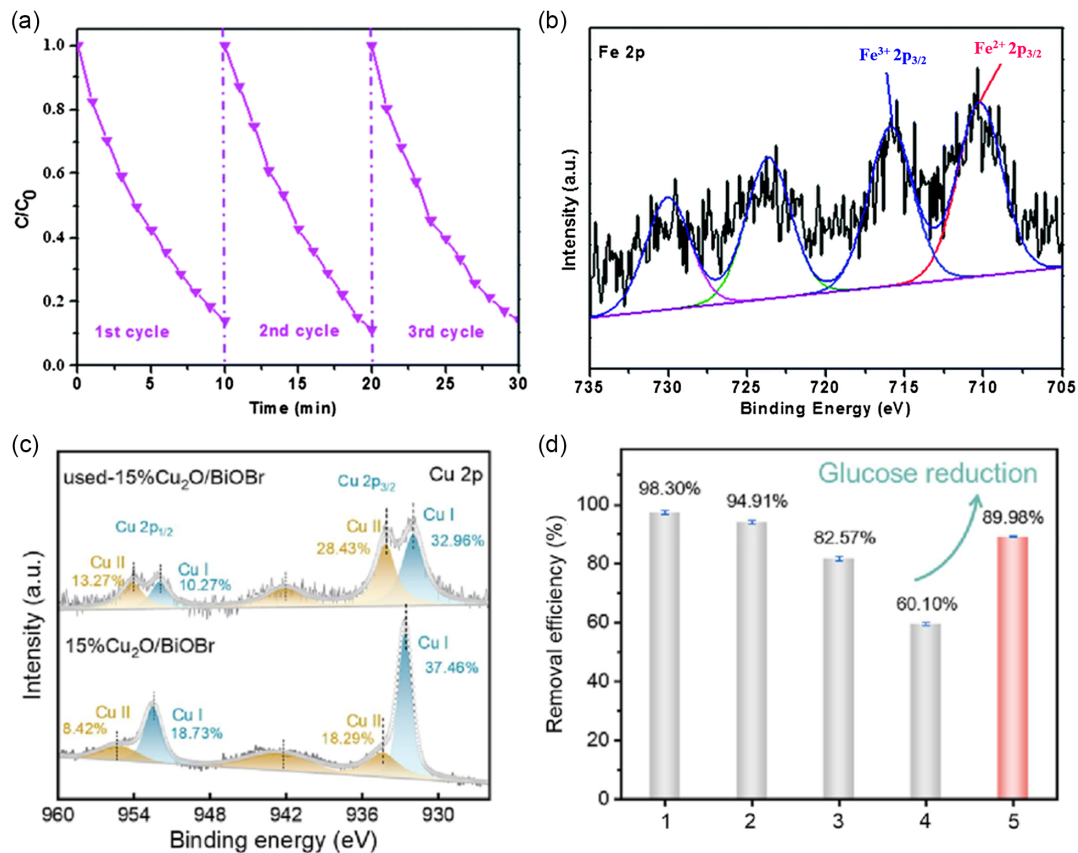 (a)
C/C0
1.0
0.8
0.6
0.4
0.2
0.0
1st cycle
2nd cycle
3rd cycle
0 5 10 15 20 25 30
Time (min)
(b)
Fe 2p
Fe3+ 2p3/2
Fe2+ 2p3/2
Intensity (a.u.)
735 730 725 720 715 710 705
Binding Energy (eV)
(c)
used-15%Cu2O/BiOBr
Cu 2p
Cu 2p3/2
Cu 2p1/2
Cu II
28.43%
Cu I
32.96%
Cu II
13.27%
Cu I
10.27%
15%Cu2O/BiOBr
Cu I
37.46%
Cu II
8.42%
Cu I
18.73%
Cu II
18.29%
Intensity (a.u.)
960 954 948 942 936 930
Binding energy (eV)
(d)
Glucose reduction
98.30%
94.91%
82.57%
60.10%
89.98%
Removal efficiency (%)
100
80
60
40
60
80
0
1 2 3 4 5